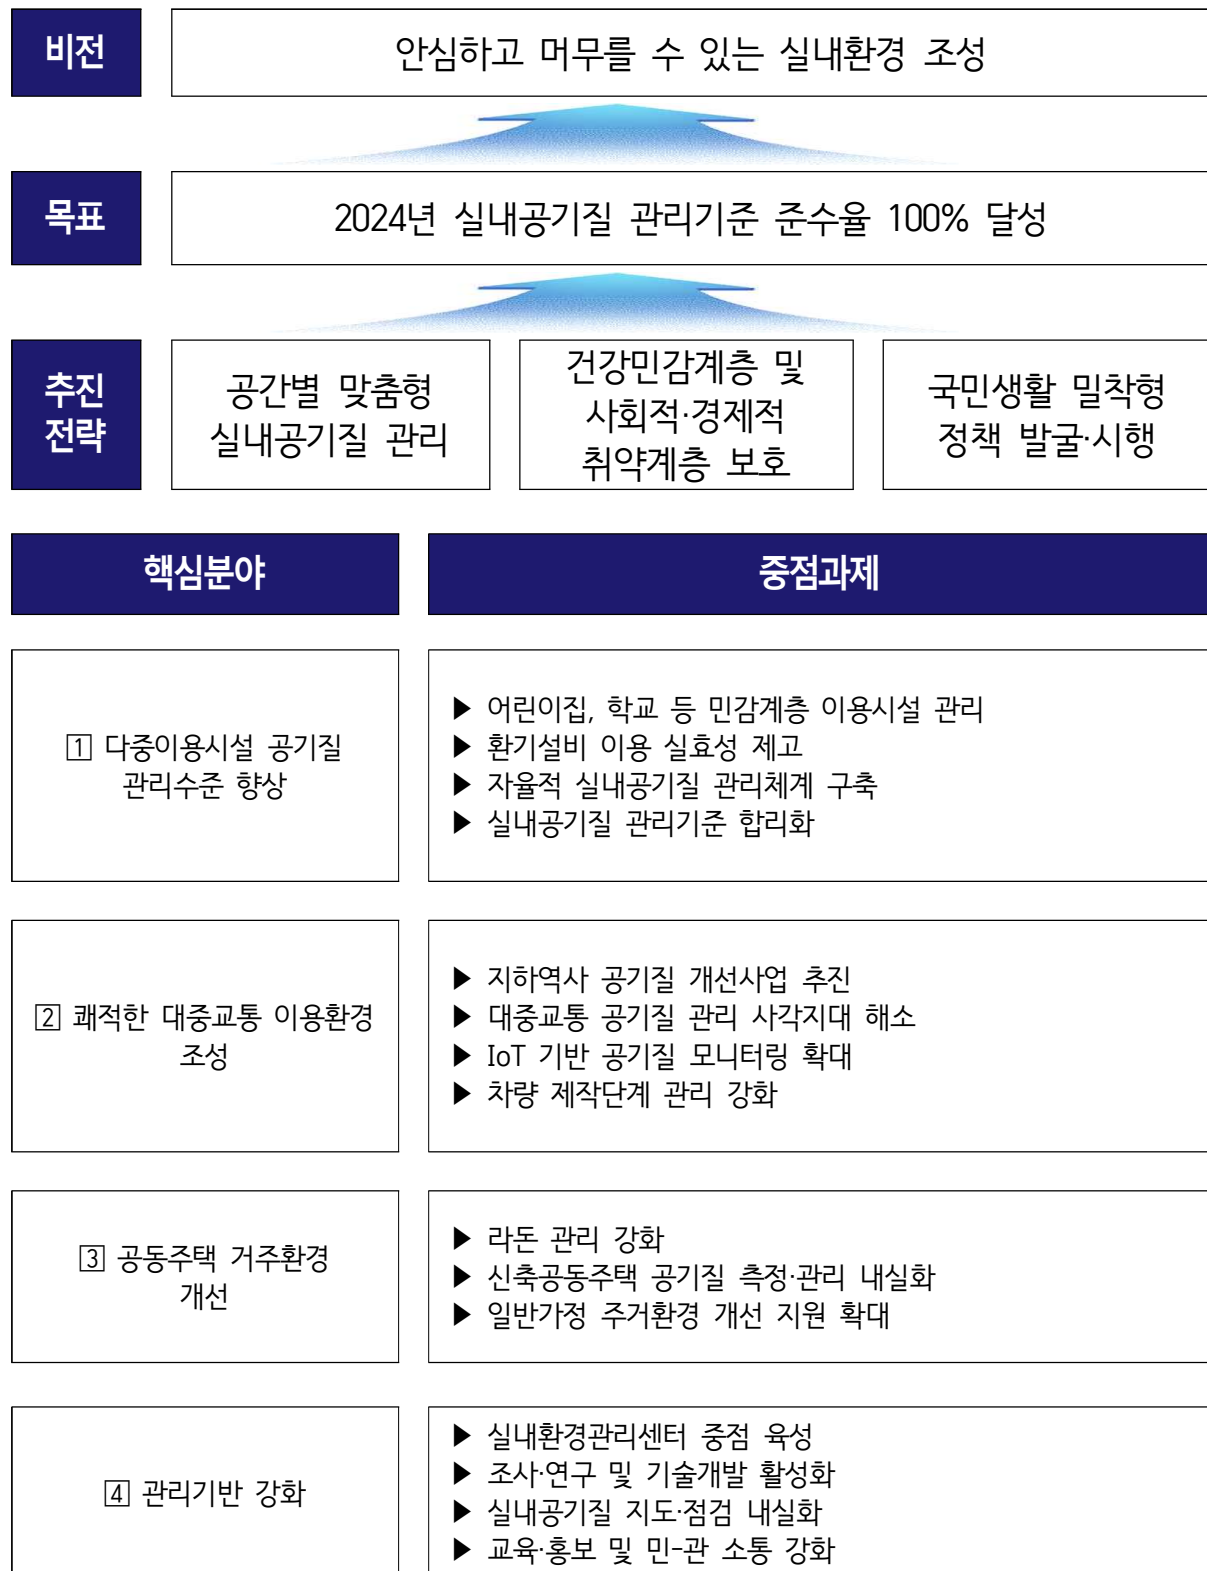 비전
안심하고 머무를 수 있는 실내환경 조성
목표
2024년 실내공기질 관리기준 준수율 100% 달성
추진
전략
공간별 맞춤형
실내공기질 관리
건강민감계층 및
사회적·경제적
취약계층 보호
국민생활 밀착형
정책 발굴·시행
핵심분야
중점과제
1 다중이용시설 공기질
관리수준 향상
▶ 어린이집, 학교 등 민감계층 이용시설 관리
▶ 환기설비 이용 실효성 제고
▶ 자율적 실내공기질 관리체계 구축
▶ 실내공기질 관리기준 합리화
2 쾌적한 대중교통 이용환경
조성
▶ 지하역사 공기질 개선사업 추진
▶ 대중교통 공기질 관리 사각지대 해소
▶ IoT 기반 공기질 모니터링 확대
▶ 차량 제작단계 관리 강화
3 공동주택 거주환경
개선
▶ 라돈 관리 강화
▶ 신축공동주택 공기질 측정·관리 내실화
▶ 일반가정 주거환경 개선 지원 확대
4 관리기반 강화
▶ 실내환경관리센터 중점 육성
▶ 조사·연구 및 기술개발 활성화
▶ 실내공기질 지도·점검 내실화
▶ 교육·홍보 및 민-관 소통 강화